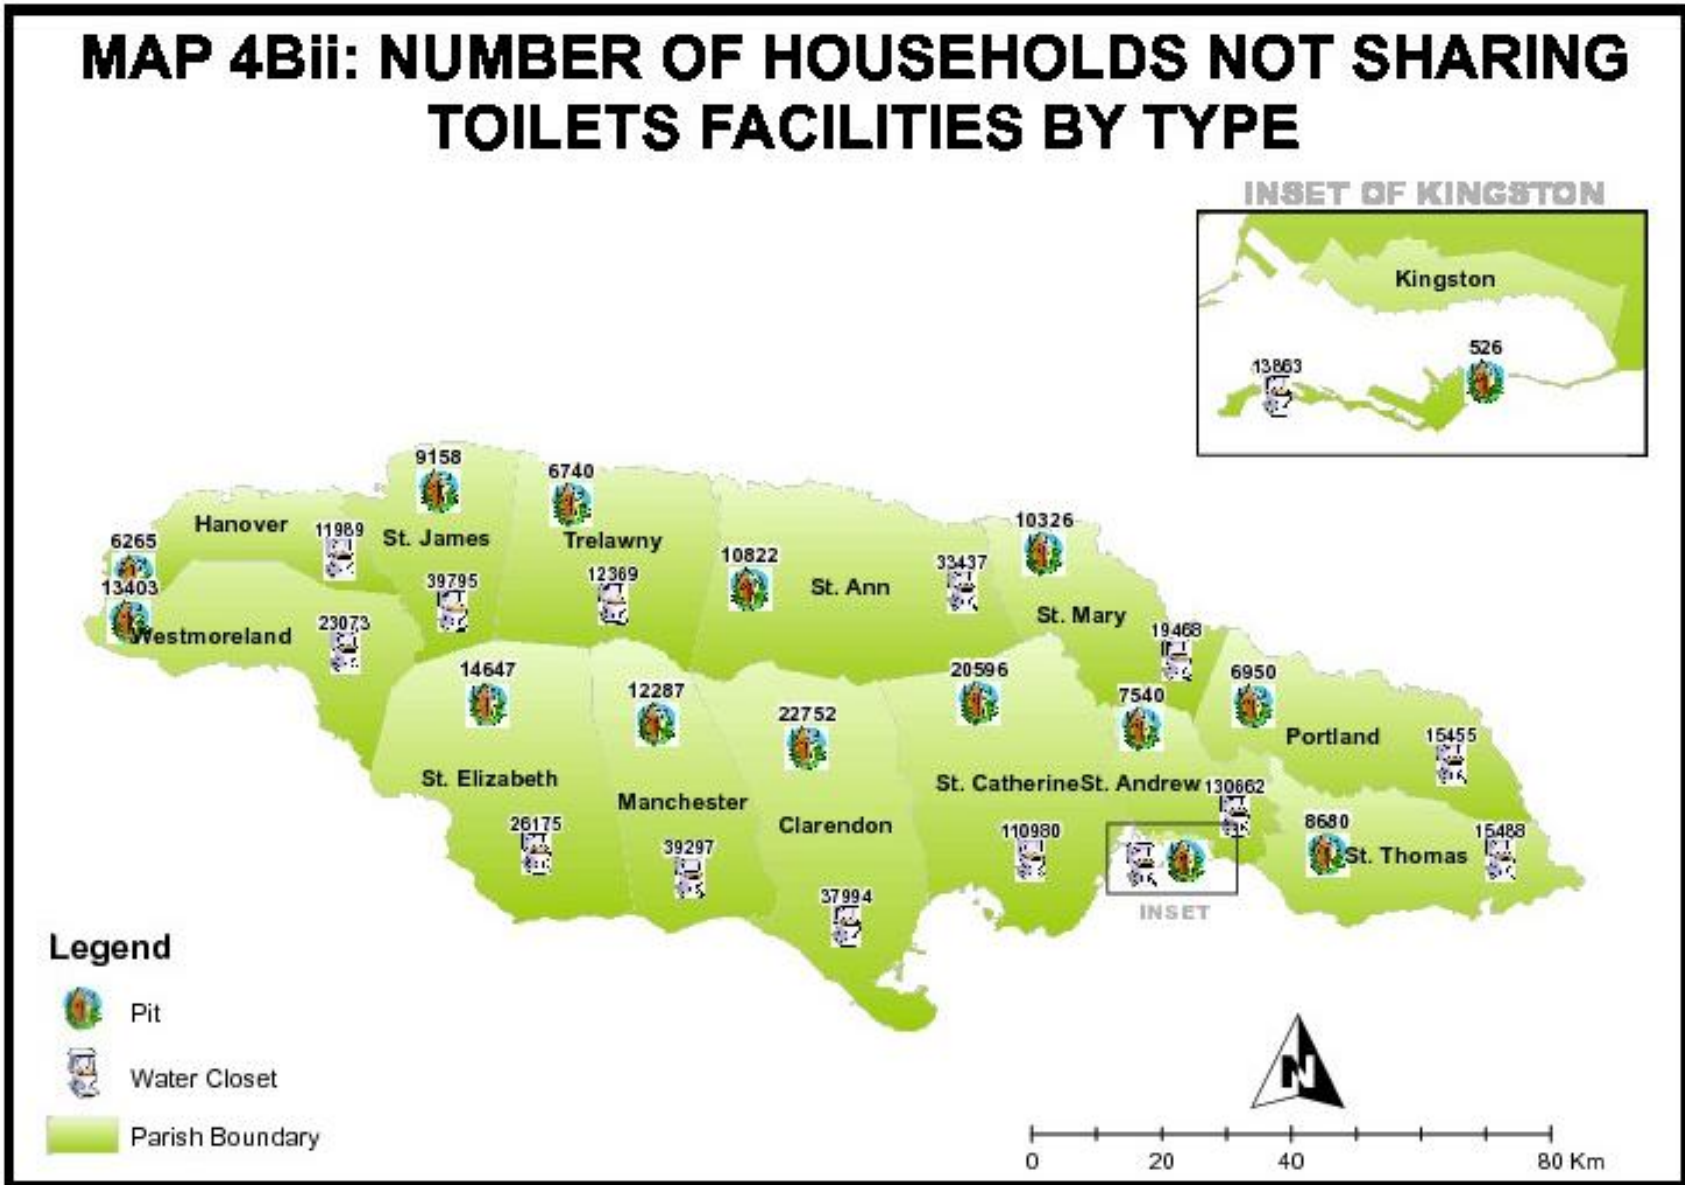 MAP 4Bii: NUMBER OF HOUSEHOLDS NOT SHARING
TOILETS FACILITIES BY TYPE
INSET OF KINGSTON
Kingston
526
13863
9158
6740
Hanover
11989
St. James
Trelawny
10326
6265
10822
33437
13403
39795
12369
St. Ann
St. Mary
Westmoreland
23073
19468
14647
12287
20596
6950
22752
7540
Portland
15455
St. Elizabeth
Manchester
St. Catherine
St. Andrew
130662
Clarendon
26175
39297
110980
8680
15488
St. Thomas
37994
INSET
Legend
Pit
Water Closet
Parish Boundary
N
0 20 40 80 Km